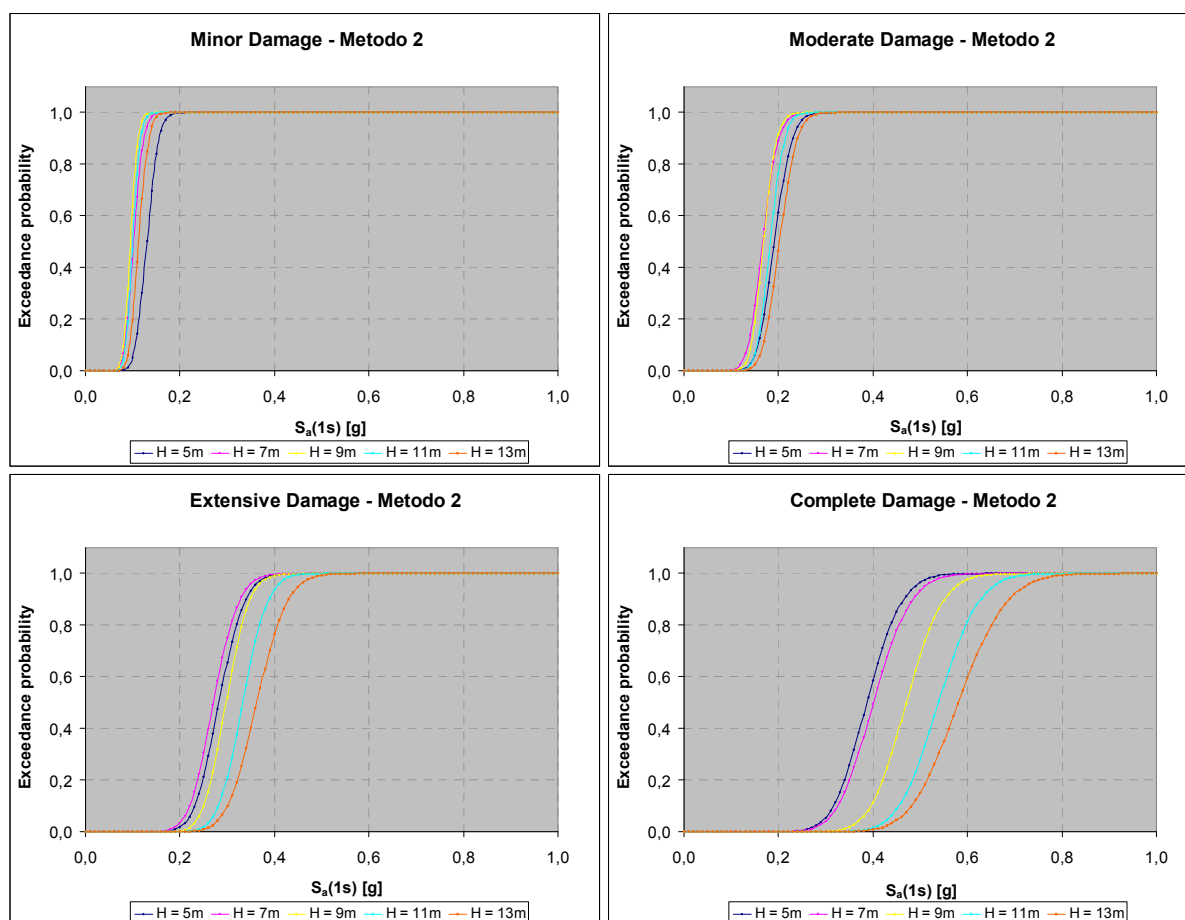 Minor Damage - Metodo 2
Exceedance probability
1,0
0,8
0,6
0,4
0,2
0,0
0,0 0,2 0,4 0,6 0,8 1,0
Sₐ(1s) [g]
H = 5m H = 7m H = 9m H = 11m H = 13m
Moderate Damage - Metodo 2
Exceedance probability
1,0
0,8
0,6
0,4
0,2
0,0
0,0 0,2 0,4 0,6 0,8 1,0
Sₐ(1s) [g]
H = 5m H = 7m H = 9m H = 11m H = 13m
Extensive Damage - Metodo 2
Exceedance probability
1,0
0,8
0,6
0,4
0,2
0,0
0,0 0,2 0,4 0,6 0,8 1,0
Sₐ(1s) [g]
H = 5m H = 7m H = 9m H = 11m H = 13m
Complete Damage - Metodo 2
Exceedance probability
1,0
0,8
0,6
0,4
0,2
0,0
0,0 0,2 0,4 0,6 0,8 1,0
Sₐ(1s) [g]
H = 5m H = 7m H = 9m H = 11m H = 13m